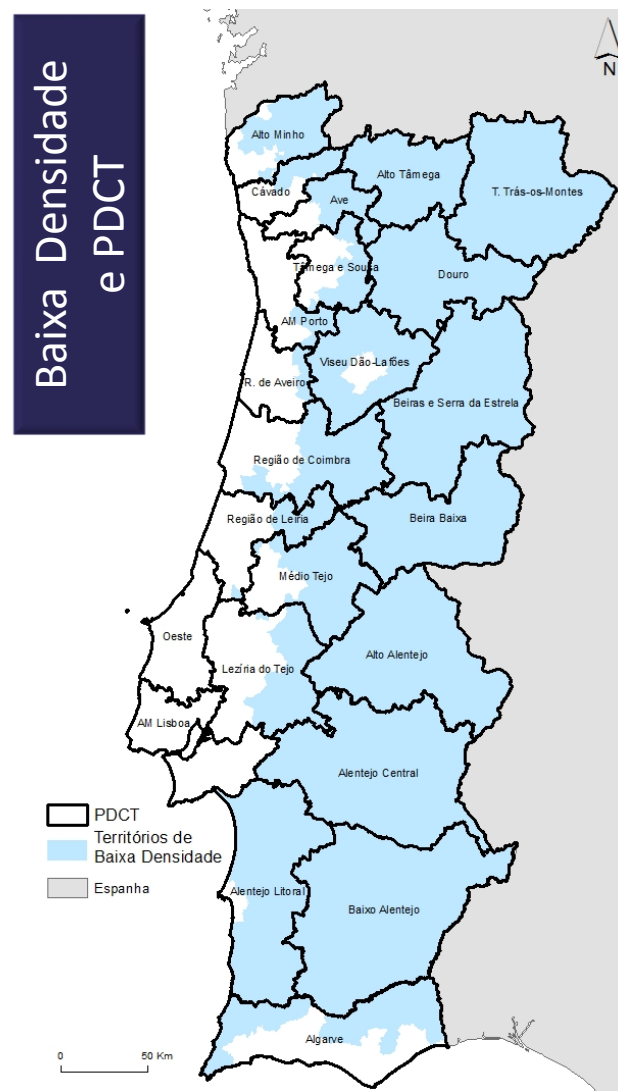 Baixa Densidade
e PDCT
N
Alto Minho
Alto Tâmega
T. Trás-os-Montes
Cávado
Ave
Tâmega e Sousa
Douro
AM Porto
Viseu Dão-Lafões
R. de Aveiro
Beiras e Serra da Estrela
Região de Coimbra
Região de Leiria
Beira Baixa
Médio Tejo
Oeste
Alto Alentejo
Lezíria do Tejo
AM Lisboa
Alentejo Central
PDCT
Territórios de
Baixa Densidade
Espanha
Alentejo Litoral
Baixo Alentejo
Algarve
0 50 Km